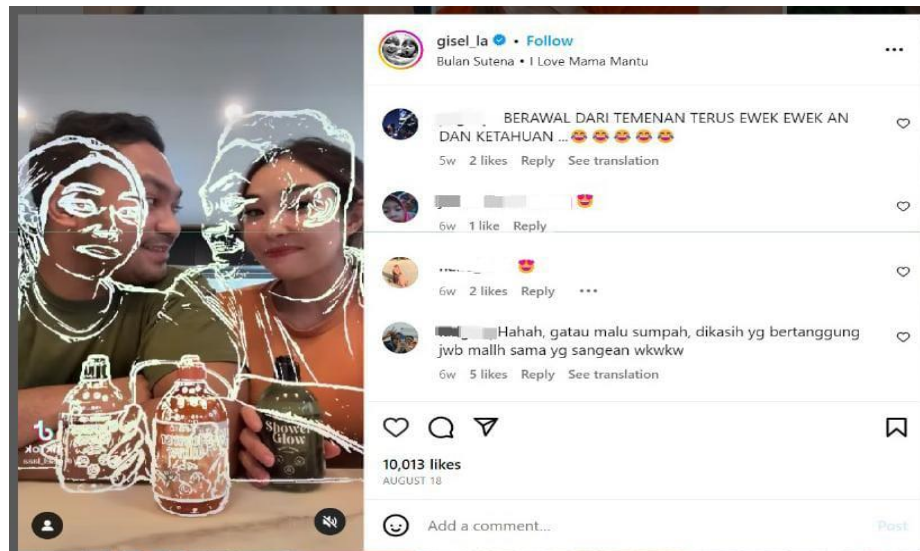 gisel_la • Follow
Bulan Sutena • I Love Mama Mantu
BERAWAL DARI TEMENAN TERUS EWEK EWEK AN
DAN KETAHUAN ...😂😂😂😂😂
5w 2 likes Reply See translation
😍
6w 1 like Reply
😍
6w 2 likes Reply •••
Hahah, gatau malu sumpah, dikasih yg bertanggung
jwb mallh sama yg sangean wkwkw
6w 5 likes Reply See translation
10,013 likes
AUGUST 18
Add a comment...
Post
Shower
Glow